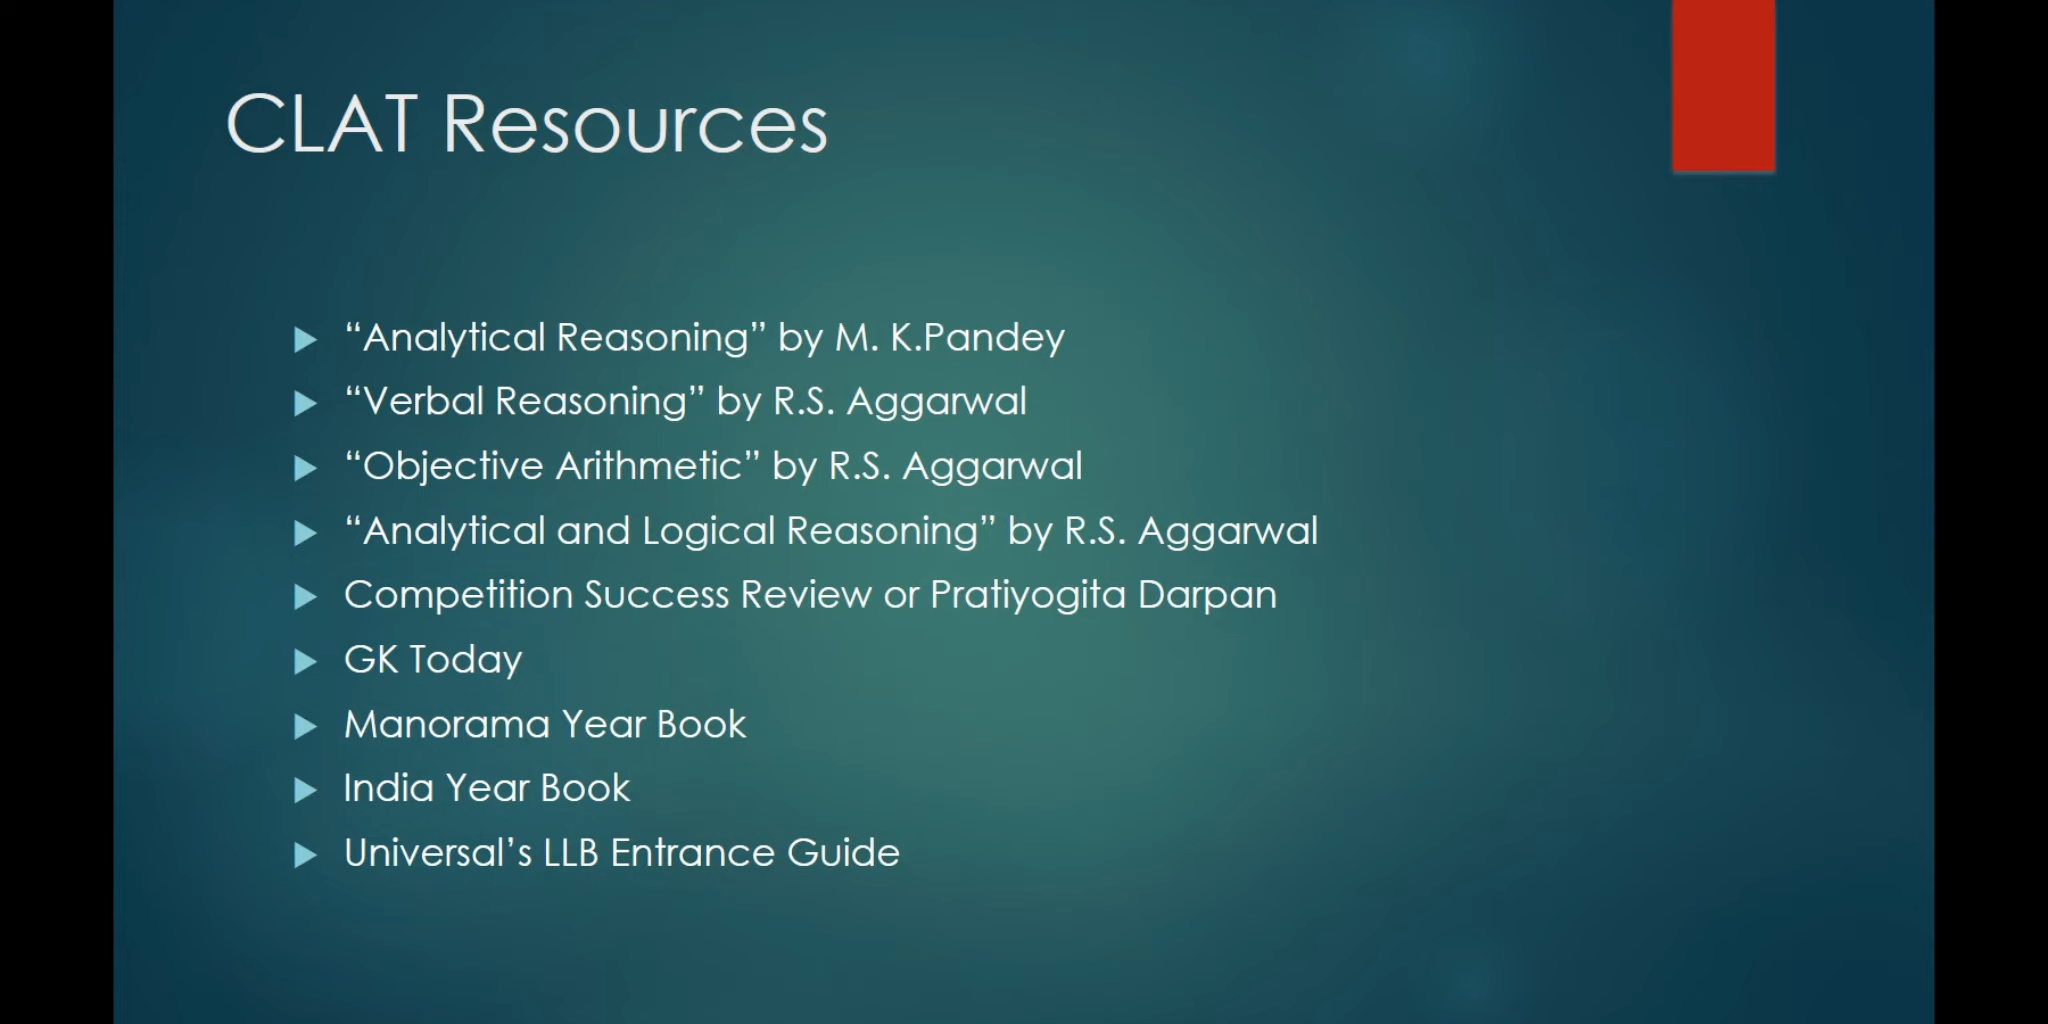 CLAT Resources
“Analytical Reasoning” by M. K.Pandey
“Verbal Reasoning” by R.S. Aggarwal
“Objective Arithmetic” by R.S. Aggarwal
“Analytical and Logical Reasoning” by R.S. Aggarwal
Competition Success Review or Pratiyogita Darpan
GK Today
Manorama Year Book
India Year Book
Universal’s LLB Entrance Guide